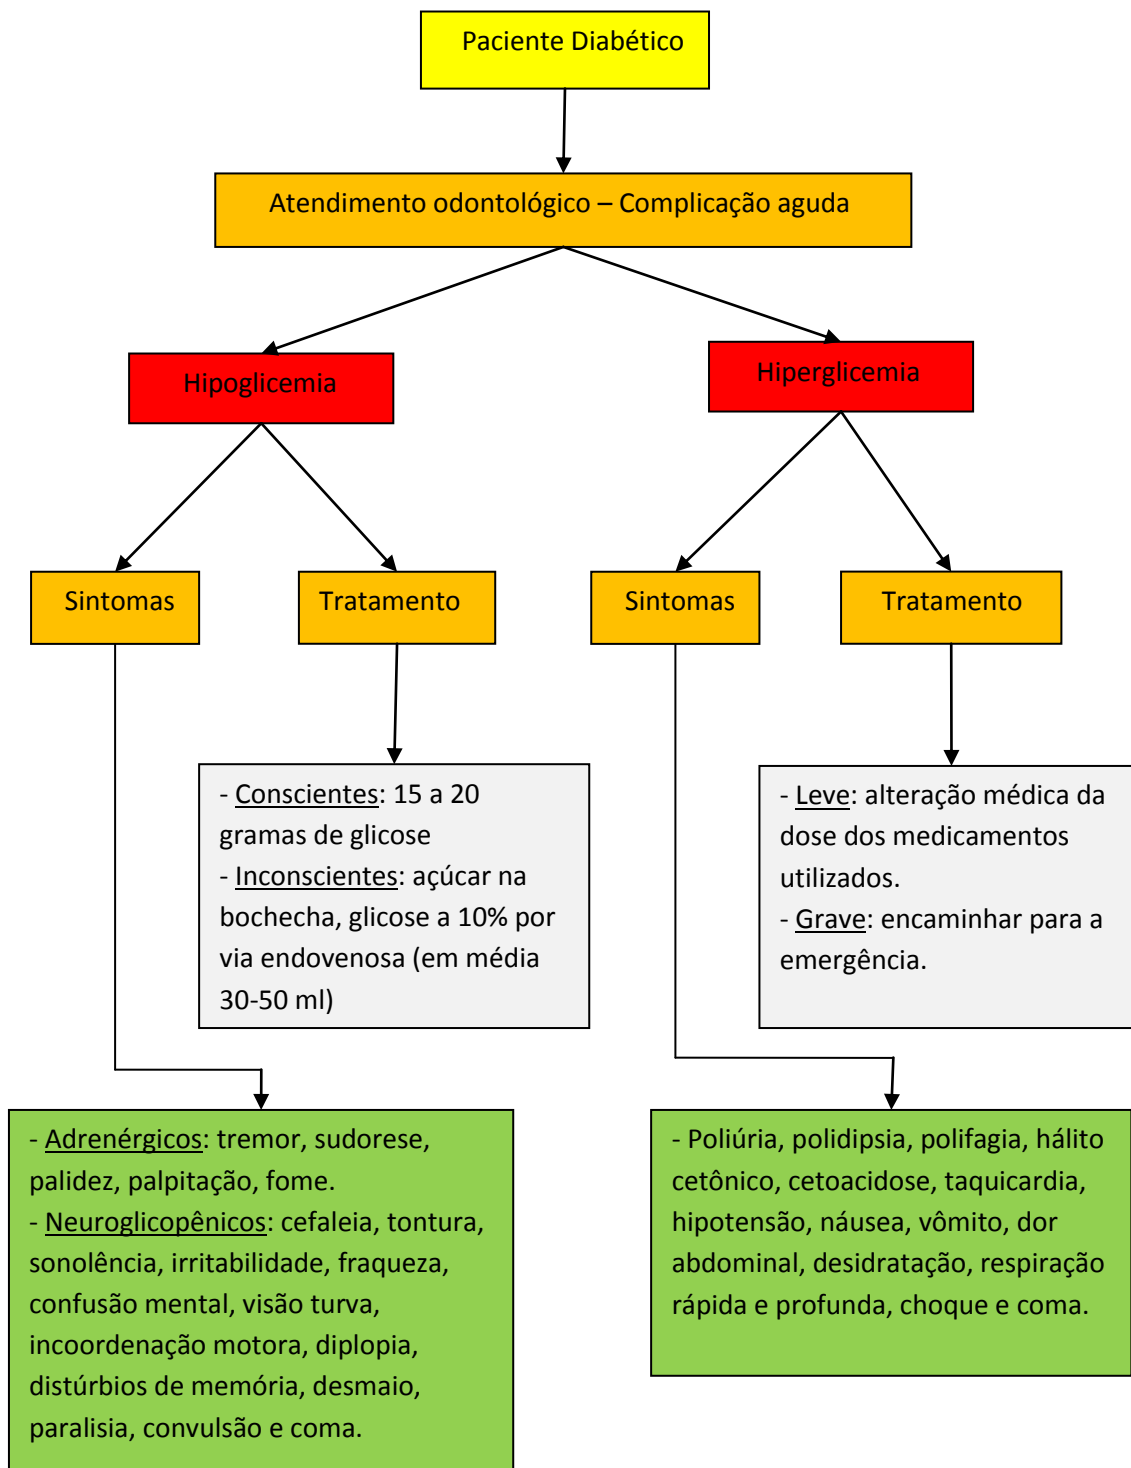 Paciente Diabético
Atendimento odontológico – Complicação aguda
Hipoglicemia
Hiperglicemia
Sintomas
Tratamento
Sintomas
Tratamento
- Conscientes: 15 a 20
gramas de glicose
- Inconscientes: açúcar na
bochecha, glicose a 10% por
via endovenosa (em média
30-50 ml)
- Leve: alteração médica da
dose dos medicamentos
utilizados.
- Grave: encaminhar para a
emergência.
- Adrenérgicos: tremor, sudorese,
palidez, palpitação, fome.
- Neuroglicopênicos: cefaleia, tontura,
sonolência, irritabilidade, fraqueza,
confusão mental, visão turva,
incoordenação motora, diplopia,
distúrbios de memória, desmaio,
paralisia, convulsão e coma.
- Poliúria, polidipsia, polifagia, hálito
cetônico, cetoacidose, taquicardia,
hipotensão, náusea, vômito, dor
abdominal, desidratação, respiração
rápida e profunda, choque e coma.